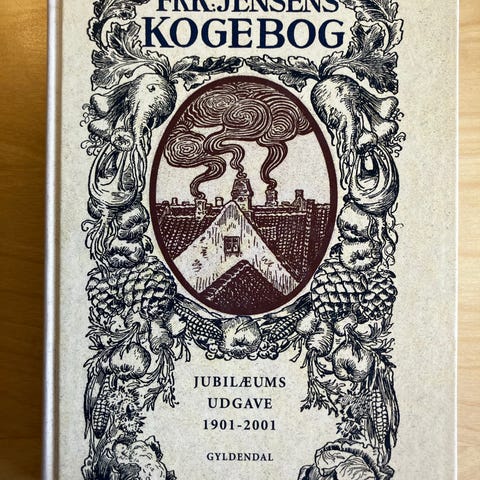 FRK. JENSENS
KOGEBOG
JUBILÆUMS
UDGAVE
1901-2001
GYLDENDAL